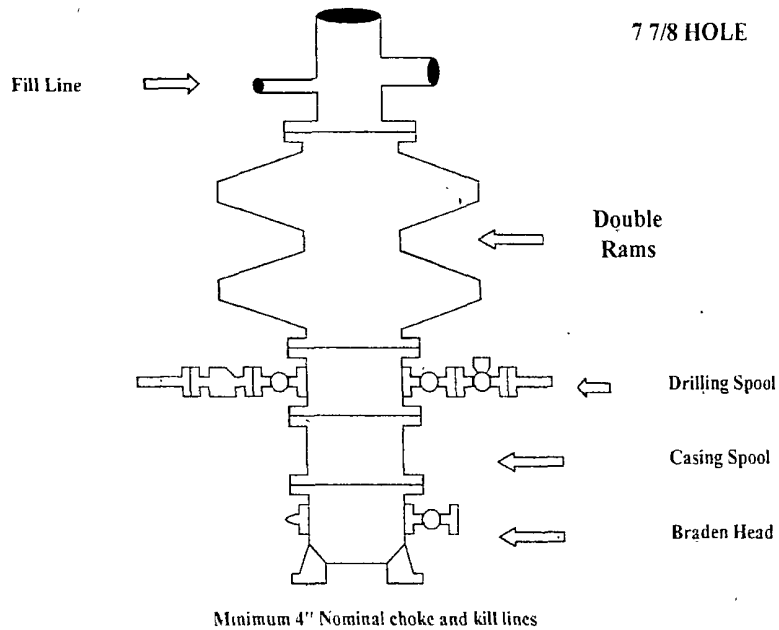 7 7/8 HOLE
Fill Line
Double
Rams
Drilling Spool
Casing Spool
Braden Head
Minimum 4" Nominal choke and kill lines